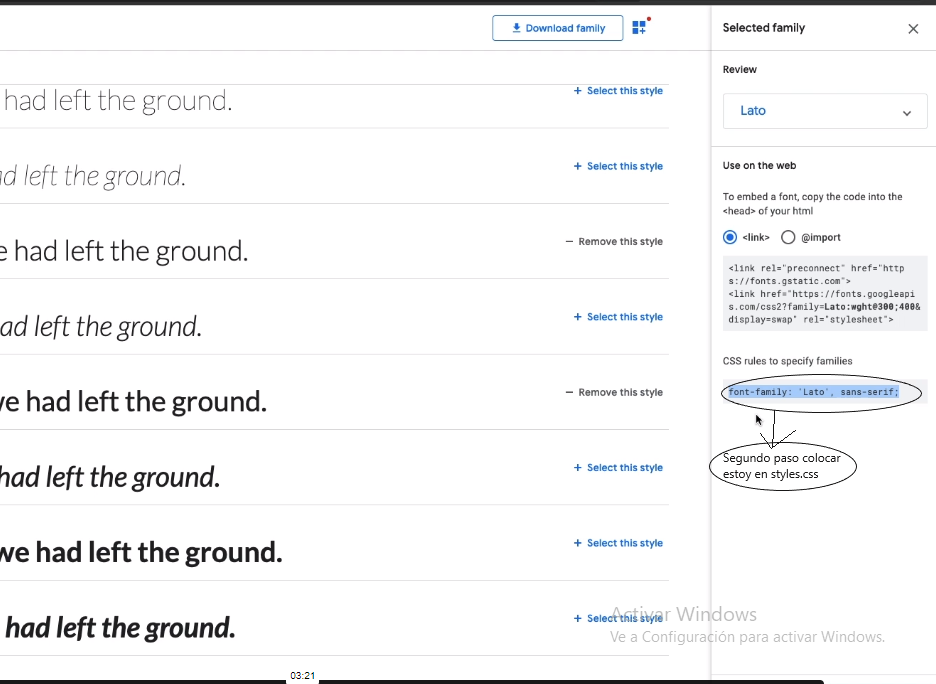 Download family
Selected family
Review
had left the ground.
+ Select this style
Lato
d left the ground.
+ Select this style
Use on the web
To embed a font, copy the code into the
<head> of your html
e had left the ground.
— Remove this style
<link> @import
<link rel="preconnect" href="http
s://fonts.gstatic.com">
<link href="https://fonts.googleapi
s.com/css2?family=Lato:wght@300;400&
display=swap" rel="stylesheet">
ad left the ground.
+ Select this style
CSS rules to specify families
font-family: 'Lato', sans-serif;
ve had left the ground.
— Remove this style
Segundo paso colocar
estoy en styles.css
had left the ground.
+ Select this style
we had left the ground.
+ Select this style
had left the ground.
+ Select this style
Activar Windows
Ve a Configuración para activar Windows.
03:21